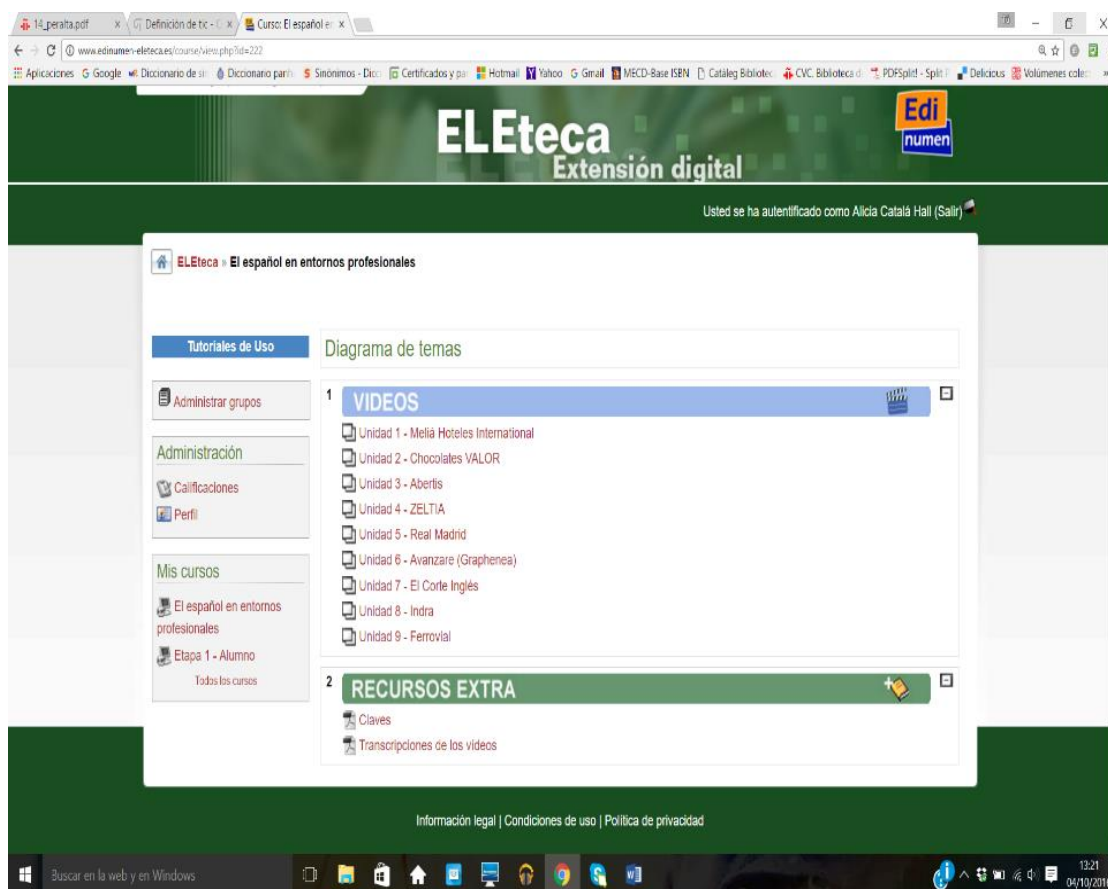 14_peralta.pdf
Definición de tic -
Curso: El español e
www.edinumen-eleteca.es/course/view.php?id=222
Aplicaciones
Google
Diccionario de
Diccionario
Sinónimos - Dicc
Certificados y
Hotmail
Yahoo
Gmail
MECD-Base ISBN
Catàleg Bibliotec
CVC. Biblioteca
PDFSplit! - Split
Delicious
Volúmenes
»
ELEteca
Extensión digital
Edi
numen
Usted se ha autentificado como Alicia Catalá Hall (Salir)
ELEteca » El español en entornos profesionales
Tutoriales de Uso
Administrar grupos
Administración
Calificaciones
Perfil
Mis cursos
El español en entornos
profesionales
Etapa 1 - Alumno
Todos los cursos
Diagrama de temas
1
VIDEOS
Unidad 1 - Meliá Hoteles International
Unidad 2 - Chocolates VALOR
Unidad 3 - Abertis
Unidad 4 - ZELTIA
Unidad 5 - Real Madrid
Unidad 6 - Avanzare (Graphenea)
Unidad 7 - El Corte Inglés
Unidad 8 - Indra
Unidad 9 - Ferrovial
2
RECURSOS EXTRA
Claves
Transcripciones de los vídeos
Información legal | Condiciones de uso | Política de privacidad
Buscar en la web y en Windows
13:21
04/10/2016